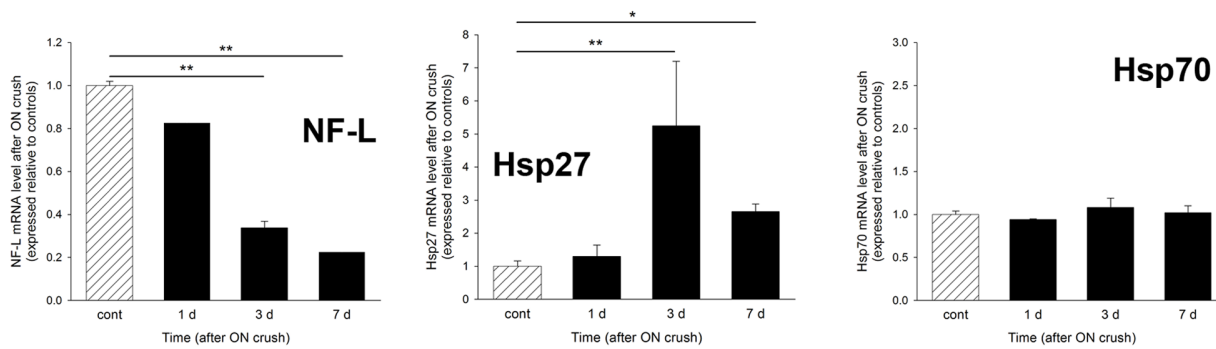 NF-L mRNA level after ON crush
(expressed relative to controls)
1.2
1.0
0.8
0.6
0.4
0.2
0.0
**
**
NF-L
cont 1 d 3 d 7 d
Time (after ON crush)
Hsp27 mRNA level after ON crush
(expressed relative to controls)
8
7
6
5
4
3
2
1
0
*
**
Hsp27
cont 1 d 3 d 7 d
Time (after ON crush)
Hsp70 mRNA level after ON crush
(expressed relative to controls)
3.0
2.5
2.0
1.5
1.0
0.5
0.0
Hsp70
cont 1 d 3 d 7 d
Time (after ON crush)